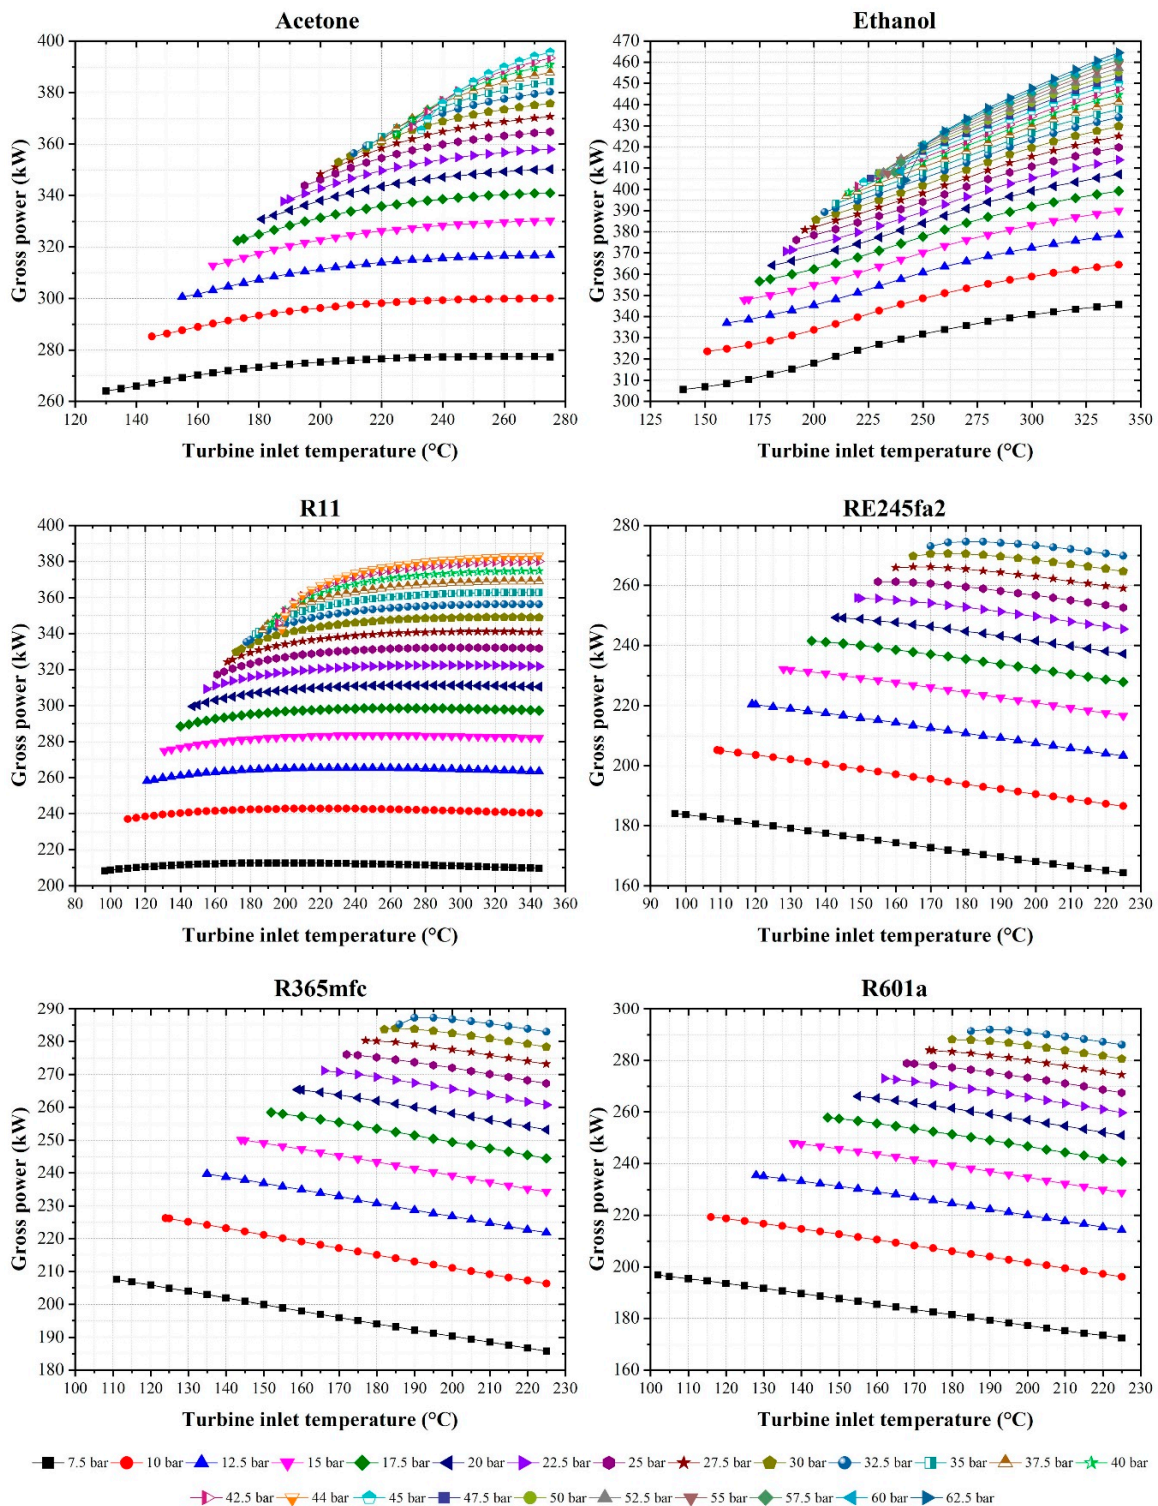 Acetone
400
380
360
340
320
300
280
260
Gross power (kW)
120 140 160 180 200 220 240 260 280
Turbine inlet temperature (°C)
Ethanol
470
460
450
440
430
420
410
400
390
380
370
360
350
340
330
320
310
300
Gross power (kW)
125 150 175 200 225 250 275 300 325 350
Turbine inlet temperature (°C)
R11
400
380
360
340
320
300
280
260
240
220
200
Gross power (kW)
80 100 120 140 160 180 200 220 240 260 280 300 320 340 360
Turbine inlet temperature (°C)
RE245fa2
280
260
240
220
200
180
160
Gross power (kW)
90 100 110 120 130 140 150 160 170 180 190 200 210 220 230
Turbine inlet temperature (°C)
R365mfc
290
280
270
260
250
240
230
220
210
200
190
180
Gross power (kW)
100 110 120 130 140 150 160 170 180 190 200 210 220 230
Turbine inlet temperature (°C)
R601a
300
280
260
240
220
200
180
160
Gross power (kW)
100 110 120 130 140 150 160 170 180 190 200 210 220 230
Turbine inlet temperature (°C)
7.5 bar 10 bar 12.5 bar 15 bar 17.5 bar 20 bar 22.5 bar 25 bar 27.5 bar 30 bar 32.5 bar 35 bar 37.5 bar 40 bar
42.5 bar 44 bar 45 bar 47.5 bar 50 bar 52.5 bar 55 bar 57.5 bar 60 bar 62.5 bar